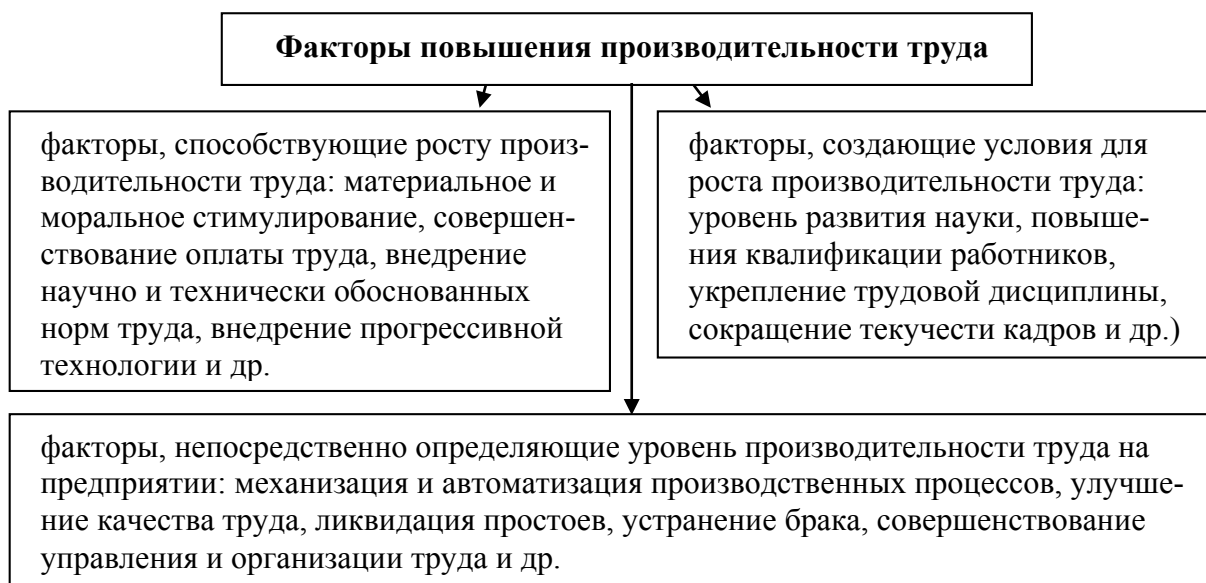 Факторы повышения производительности труда
факторы, способствующие росту произ-
водительности труда: материальное и
моральное стимулирование, совершен-
ствование оплаты труда, внедрение
научно и технически обоснованных
норм труда, внедрение прогрессивной
технологии и др.
факторы, создающие условия для
роста производительности труда:
уровень развития науки, повыше-
ния квалификации работников,
укрепление трудовой дисциплины,
сокращение текучести кадров и др.)
факторы, непосредственно определяющие уровень производительности труда на
предприятии: механизация и автоматизация производственных процессов, улучше-
ние качества труда, ликвидация простоев, устранение брака, совершенствование
управления и организации труда и др.